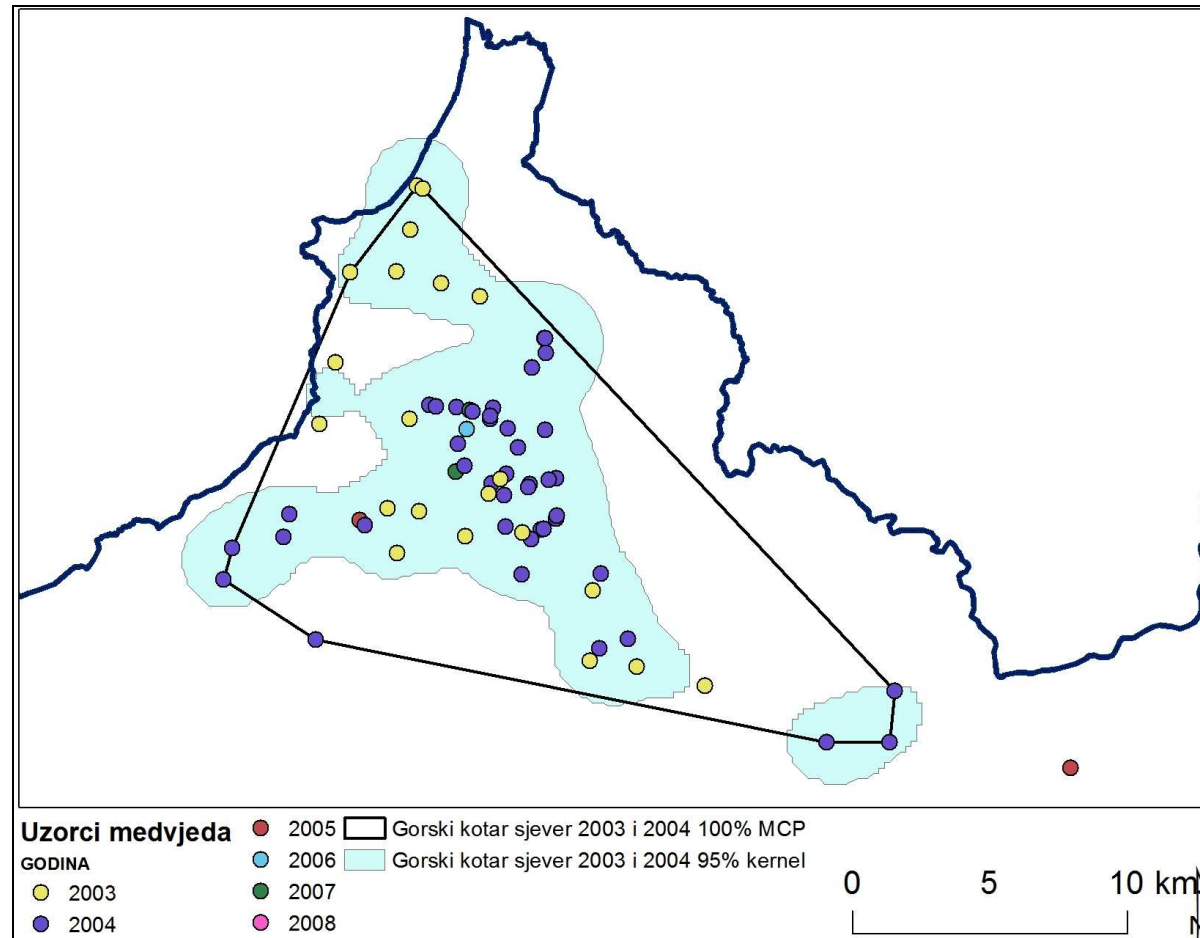 Uzorci medvjeda
GODINA
2003
2004
2005
2006
2007
2008
Gorski kotar sjever 2003 i 2004 100% MCP
Gorski kotar sjever 2003 i 2004 95% kernel
0 5 10 km